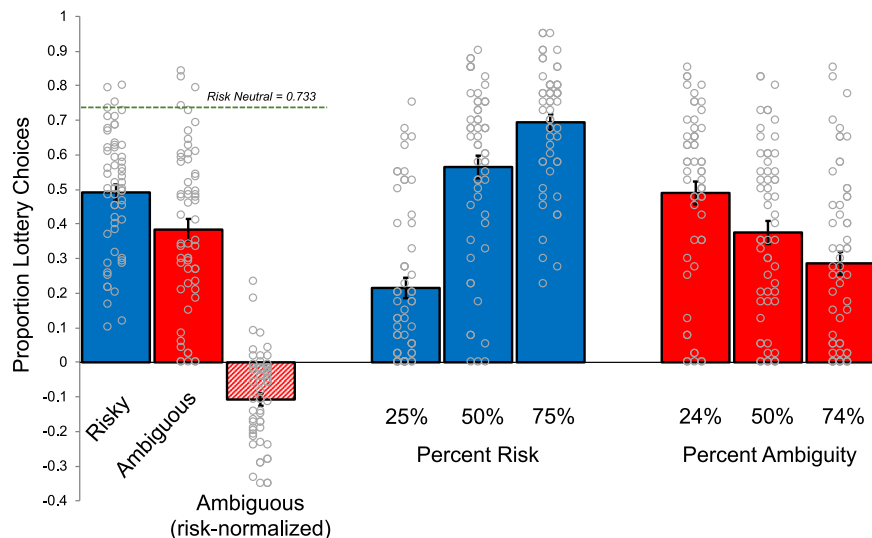 Proportion Lottery Choices
1
0.9
0.8
0.7
0.6
0.5
0.4
0.3
0.2
0.1
0
-0.1
-0.2
-0.3
-0.4
Risk Neutral = 0.733
Risky
Ambiguous
Ambiguous
(risk-normalized)
25% 50% 75%
Percent Risk
24% 50% 74%
Percent Ambiguity